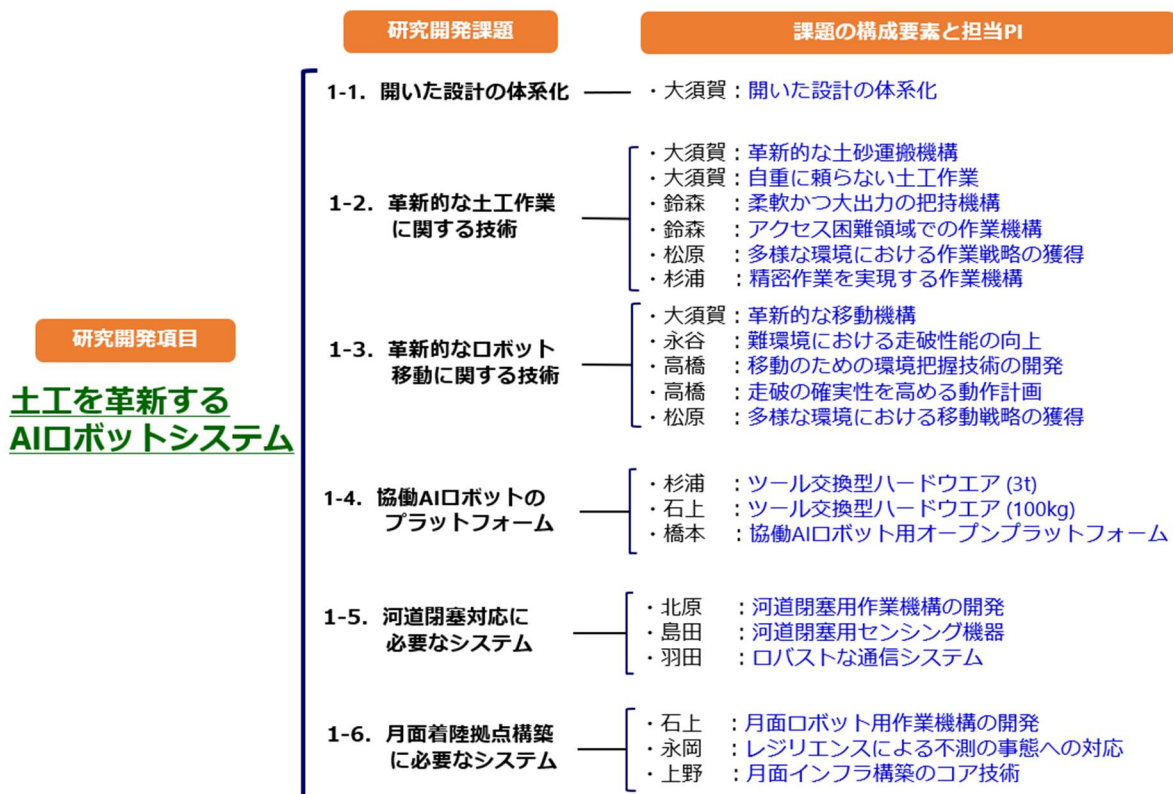 研究開発課題
課題の構成要素と担当PI
研究開発項目
土工を革新する
AIロボットシステム
1-1. 開いた設計の体系化
・大須賀：開いた設計の体系化
1-2. 革新的な土工作業
に関する技術
・大須賀：革新的な土砂運搬機構
・大須賀：自重に頼らない土工作業
・鈴森 ：柔軟かつ大出力の把持機構
・鈴森 ：アクセス困難領域での作業機構
・松原 ：多様な環境における作業戦略の獲得
・杉浦 ：精密作業を実現する作業機構
1-3. 革新的なロボット
移動に関する技術
・大須賀：革新的な移動機構
・永谷 ：難環境における走破性能の向上
・高橋 ：移動のための環境把握技術の開発
・高橋 ：走破の確実性を高める動作計画
・松原 ：多様な環境における移動戦略の獲得
1-4. 協働AIロボットの
プラットフォーム
・杉浦 ：ツール交換型ハードウエア (3t)
・石上 ：ツール交換型ハードウエア (100kg)
・橋本 ：協働AIロボット用オープンプラットフォーム
1-5. 河道閉塞対応に
必要なシステム
・北原 ：河道閉塞用作業機構の開発
・島田 ：河道閉塞用センシング機器
・羽田 ：ロバストな通信システム
1-6. 月面着陸拠点構築
に必要なシステム
・石上 ：月面ロボット用作業機構の開発
・永岡 ：レジリエンスによる不測の事態への対応
・上野 ：月面インフラ構築のコア技術